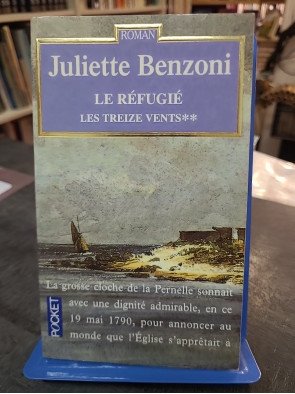 ROMAN
Juliette Benzoni
LE RÉFUGIÉ
LES TREIZE VENTS**
La grosse cloche de la Pernelle sonnait
avec une dignité admirable, en ce
19 mai 1790, pour annoncer au
monde que l'Église s'apprêtait à
POCKET